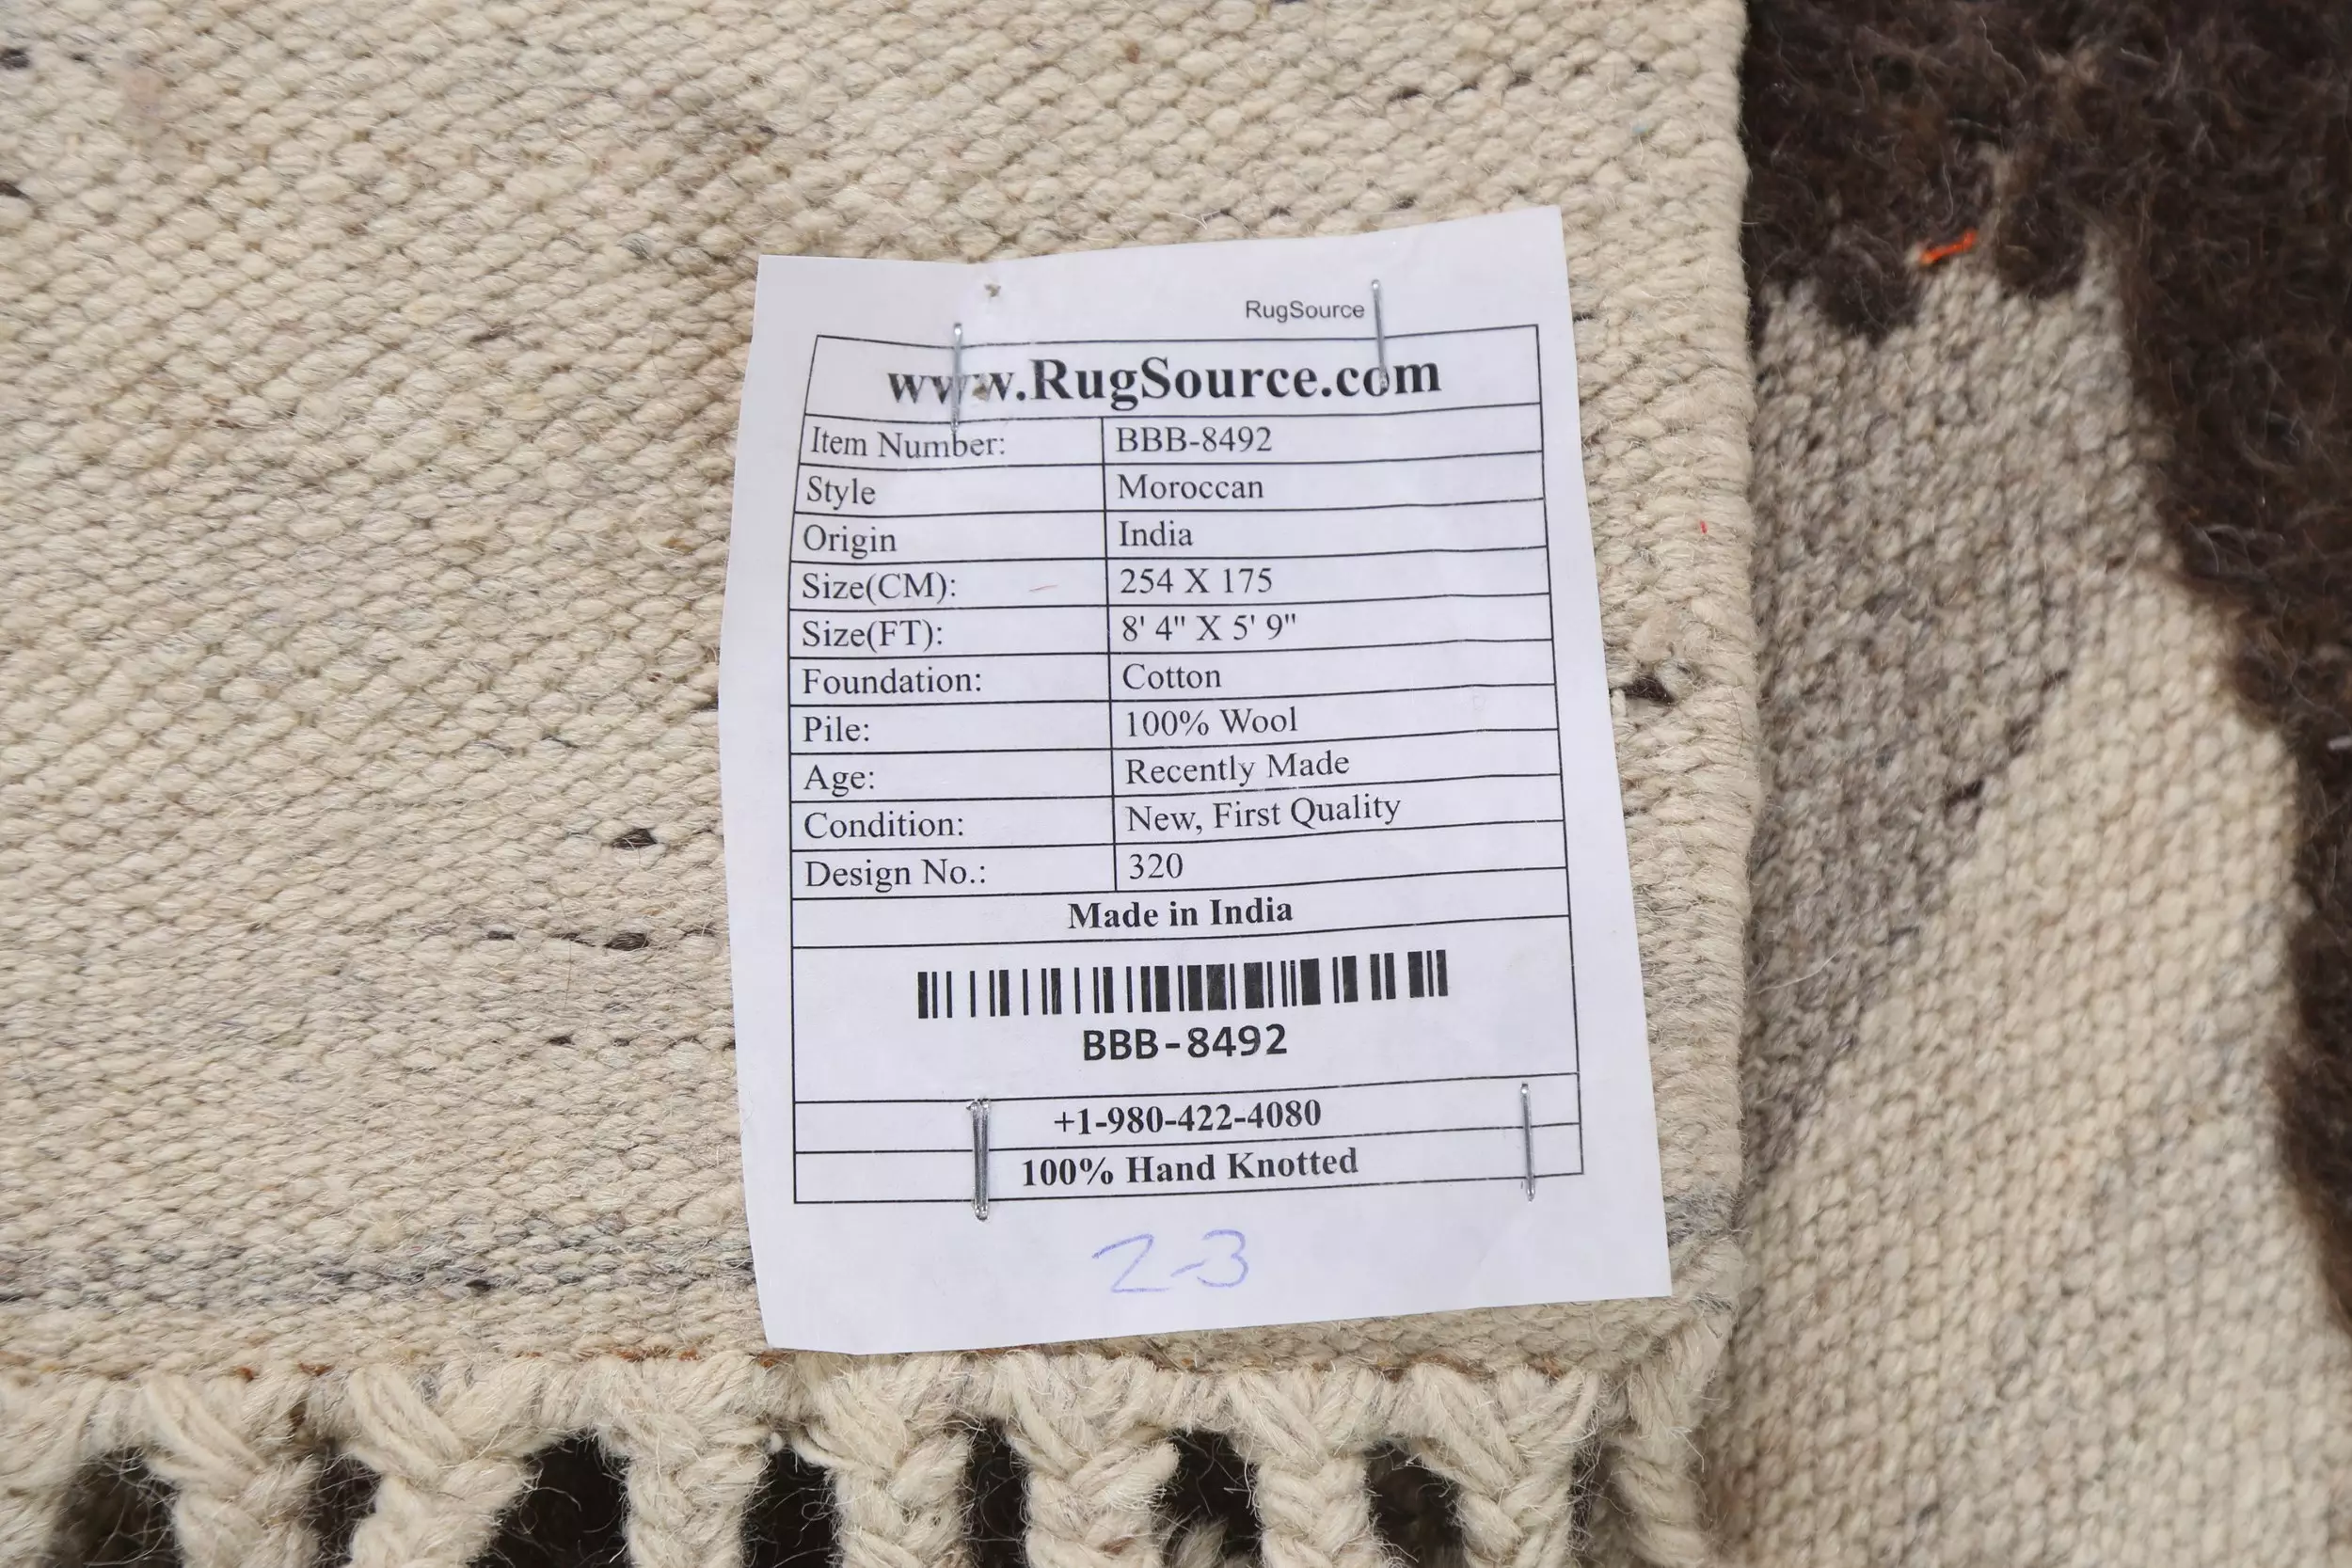 RugSource
www.RugSource.com
Item Number: BBB-8492
Style Moroccan
Origin India
Size(CM): 254 X 175
Size(FT): 8' 4" X 5' 9"
Foundation: Cotton
Pile: 100% Wool
Age: Recently Made
Condition: New, First Quality
Design No.: 320
Made in India
BBB-8492
+1-980-422-4080
100% Hand Knotted
2-3